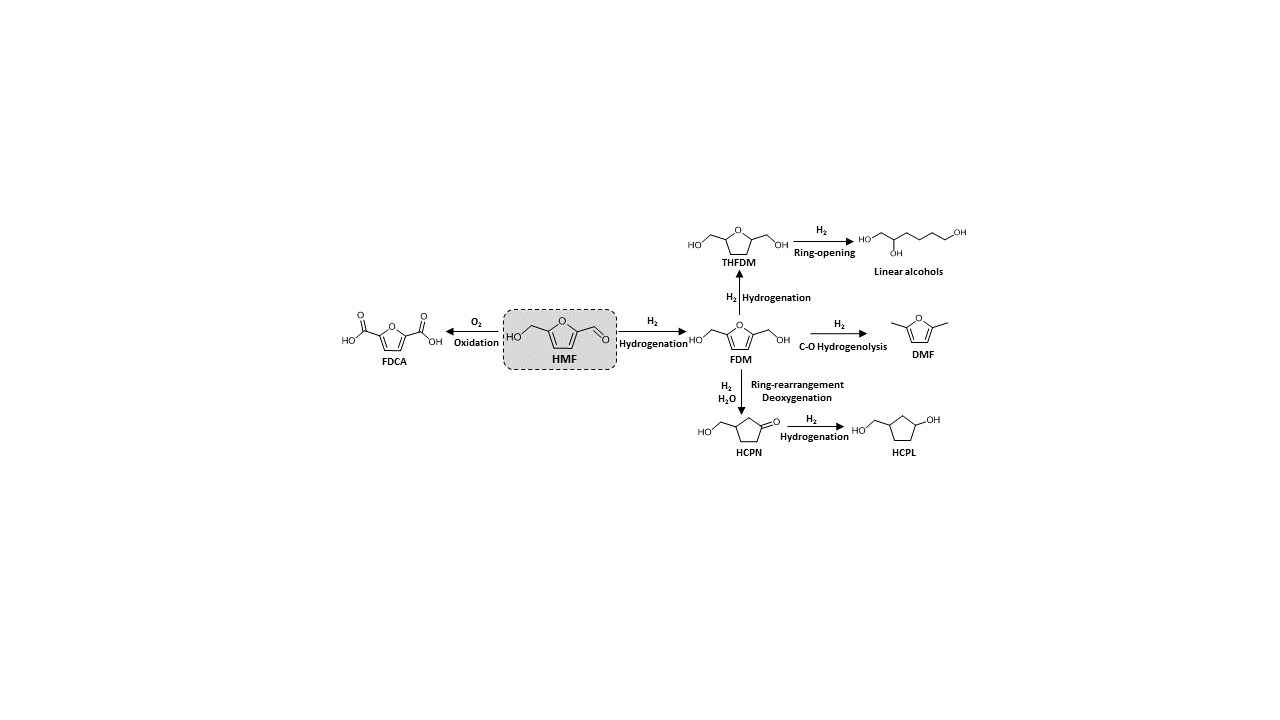 O
HO
OH
THFDM
H2
Ring-opening
HO
OH
OH
Linear alcohols
H2 Hydrogenation
O
HO
O
O
OH
FDCA
O2
Oxidation
HO
O
O
HMF
H2
Hydrogenation
HO
O
OH
FDM
H2
C-O Hydrogenolysis
O
DMF
H2
H2O
Ring-rearrangement
Deoxygenation
HO
O
HCPN
H2
Hydrogenation
HO
OH
HCPL